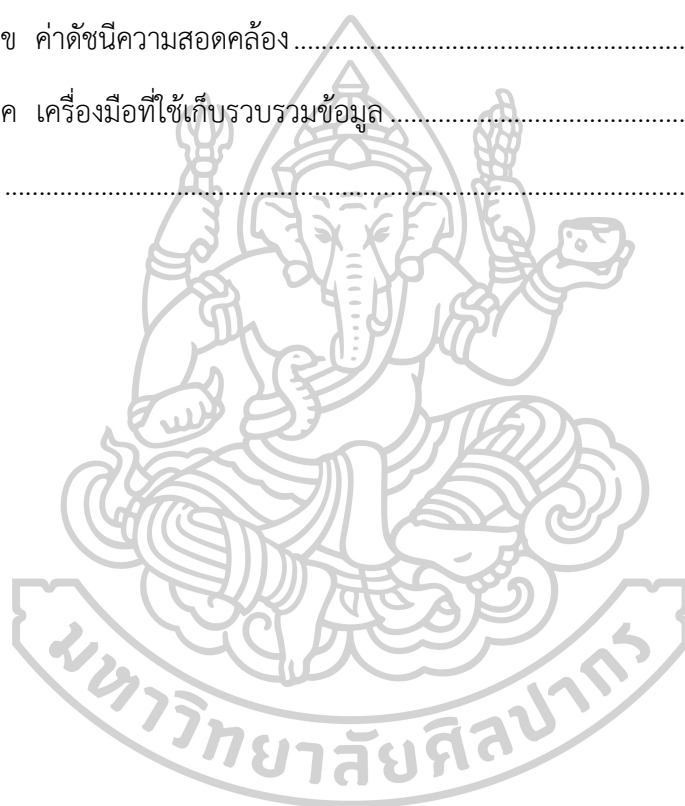 ข ค่าดัชนีความสอดคล้อง................................................................
ค เครื่องมือที่ใช้เก็บรวบรวมข้อมูล................................................
................................................................................................................
มหาวิทยาลัยศิลปากร